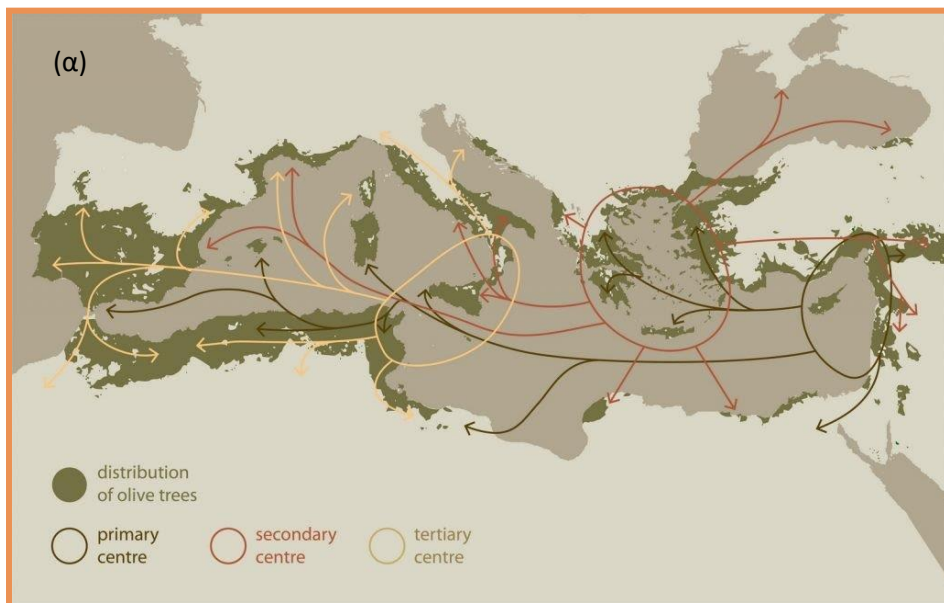 (α)
distribution
of olive trees
primary
centre
secondary
centre
tertiary
centre